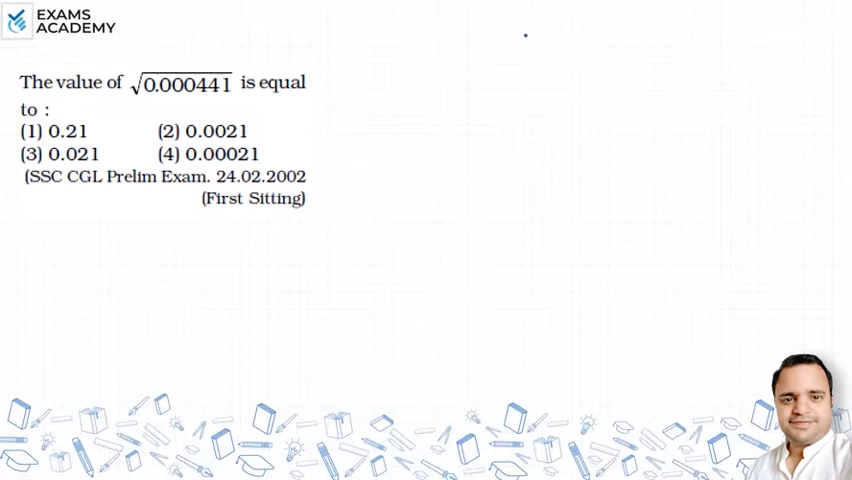 EXAMS
ACADEMY
The value of √0.000441 is equal
to :
(1) 0.21 (2) 0.0021
(3) 0.021 (4) 0.00021
(SSC CGL Prelim Exam. 24.02.2002
(First Sitting)